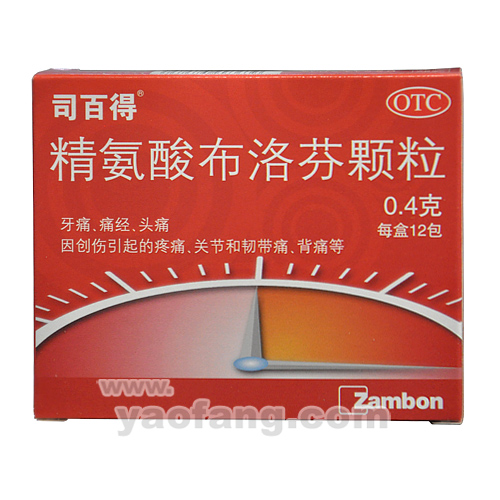 司百得®
OTC
精氨酸布洛芬颗粒
0.4克
每盒12包
牙痛、痛经、头痛
因创伤引起的疼痛、关节和韧带痛、背痛等
Zambon
www.
yaofang.com